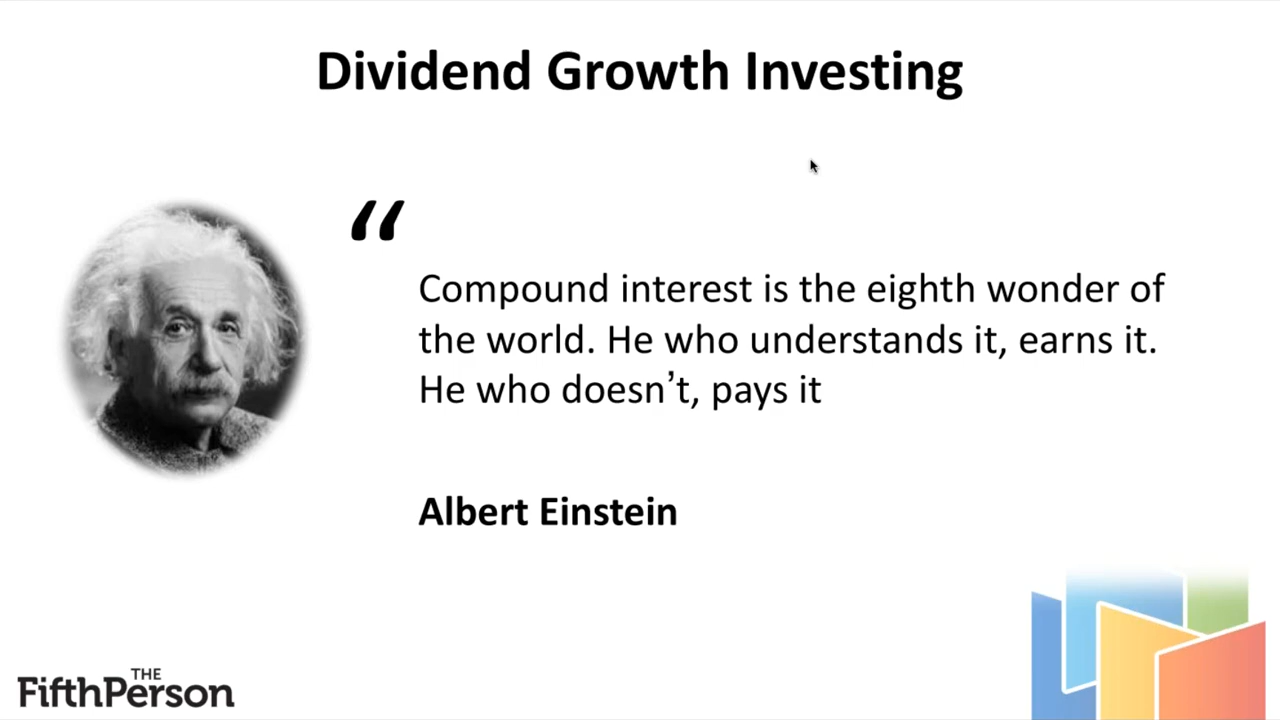 Dividend Growth Investing
“
Compound interest is the eighth wonder of
the world. He who understands it, earns it.
He who doesn’t, pays it
Albert Einstein
THE
FifthPerson